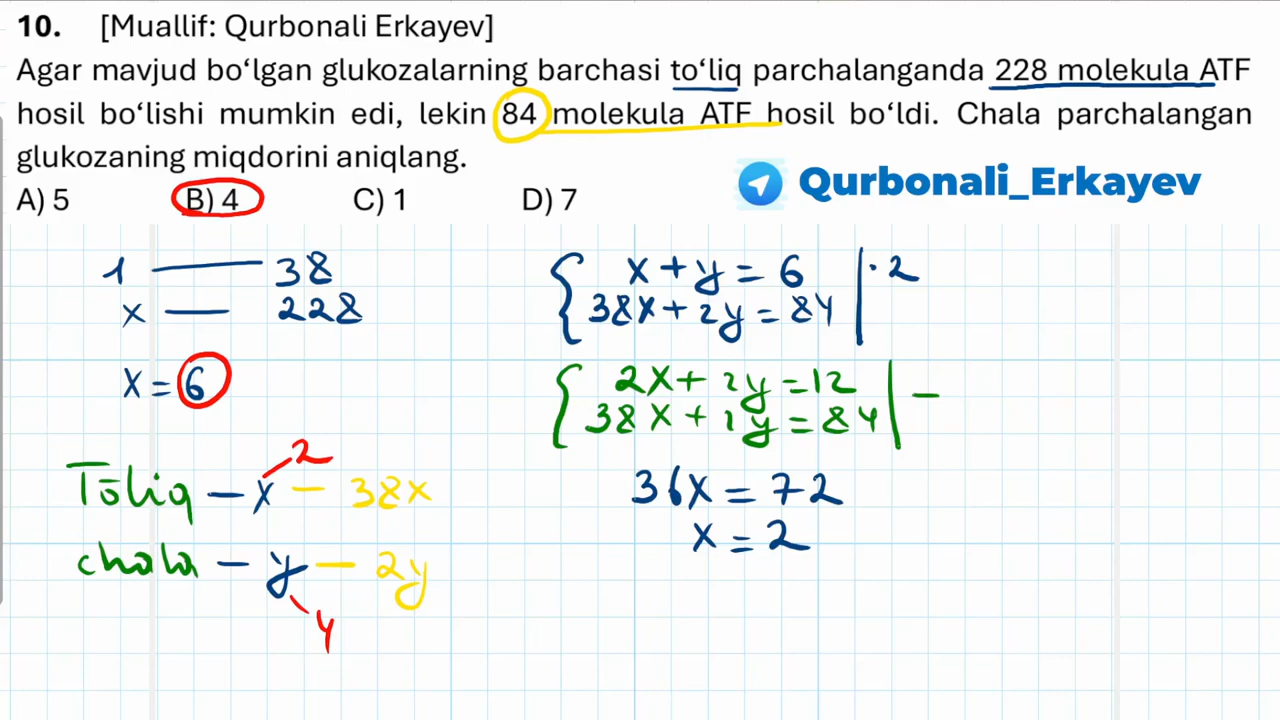 10. [Muallif: Qurbonali Erkayev]
Agar mavjud bo‘lgan glukozalarning barchasi to‘liq parchalanganda 228 molekula ATF
hosil bo‘lishi mumkin edi, lekin 84 molekula ATF hosil bo‘ldi. Chala parchalangan
glukozaning miqdorini aniqlang.
A) 5 B) 4 C) 1 D) 7
Qurbonali_Erkayev
1 — 38
x — 228
x = 6
Toliq — x — 38x
2
chala — y — 2y
4
x + y = 6 | · 2
38x + 2y = 84
2x + 2y = 12 | —
38x + 2y = 84
36x = 72
x = 2